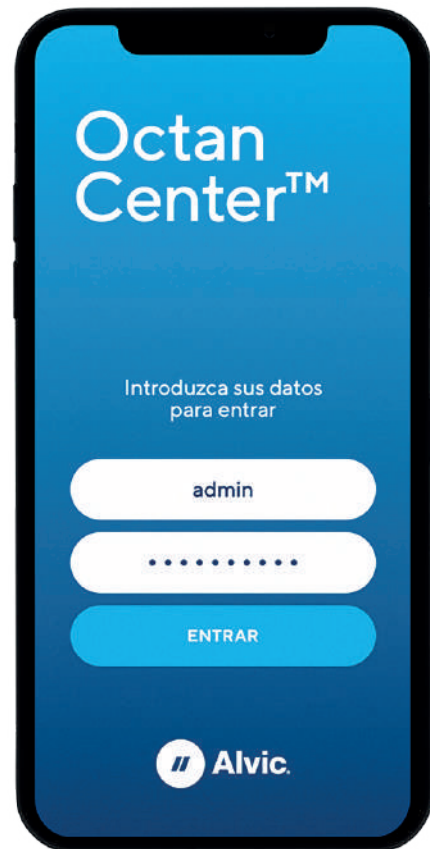 Octan
Center™
Introduzca sus datos
para entrar
admin
••••••••••
ENTRAR
Alvic.